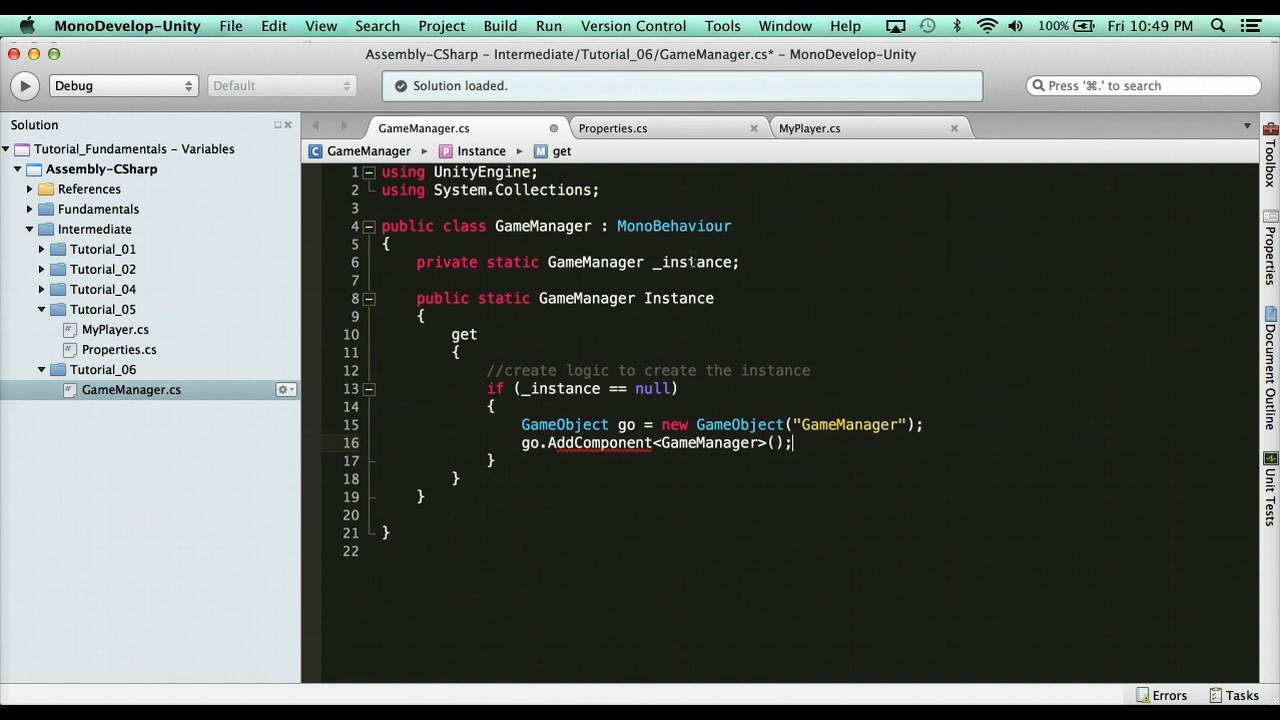 MonoDevelop-Unity File Edit View Search Project Build Run Version Control Tools Window Help 100% Fri 10:49 PM
Assembly-CSharp – Intermediate/Tutorial_06/GameManager.cs* – MonoDevelop-Unity
Debug Default Solution loaded. Press '⌘.' to search
Solution
Tutorial_Fundamentals - Variables
Assembly-CSharp
References
Fundamentals
Intermediate
Tutorial_01
Tutorial_02
Tutorial_04
Tutorial_05
MyPlayer.cs
Properties.cs
Tutorial_06
GameManager.cs
GameManager.cs Properties.cs MyPlayer.cs
C GameManager P Instance M get
1 using UnityEngine;
2 using System.Collections;
3
4 public class GameManager : MonoBehaviour
5 {
6 private static GameManager _instance;
7
8 public static GameManager Instance
9 {
10 get
11 {
12 //create logic to create the instance
13 if (_instance == null)
14 {
15 GameObject go = new GameObject("GameManager");
16 go.AddComponent<GameManager>();
17 }
18 }
19 }
20
21 }
22
Toolbox
Properties
Document Outline
Unit Tests
Errors Tasks